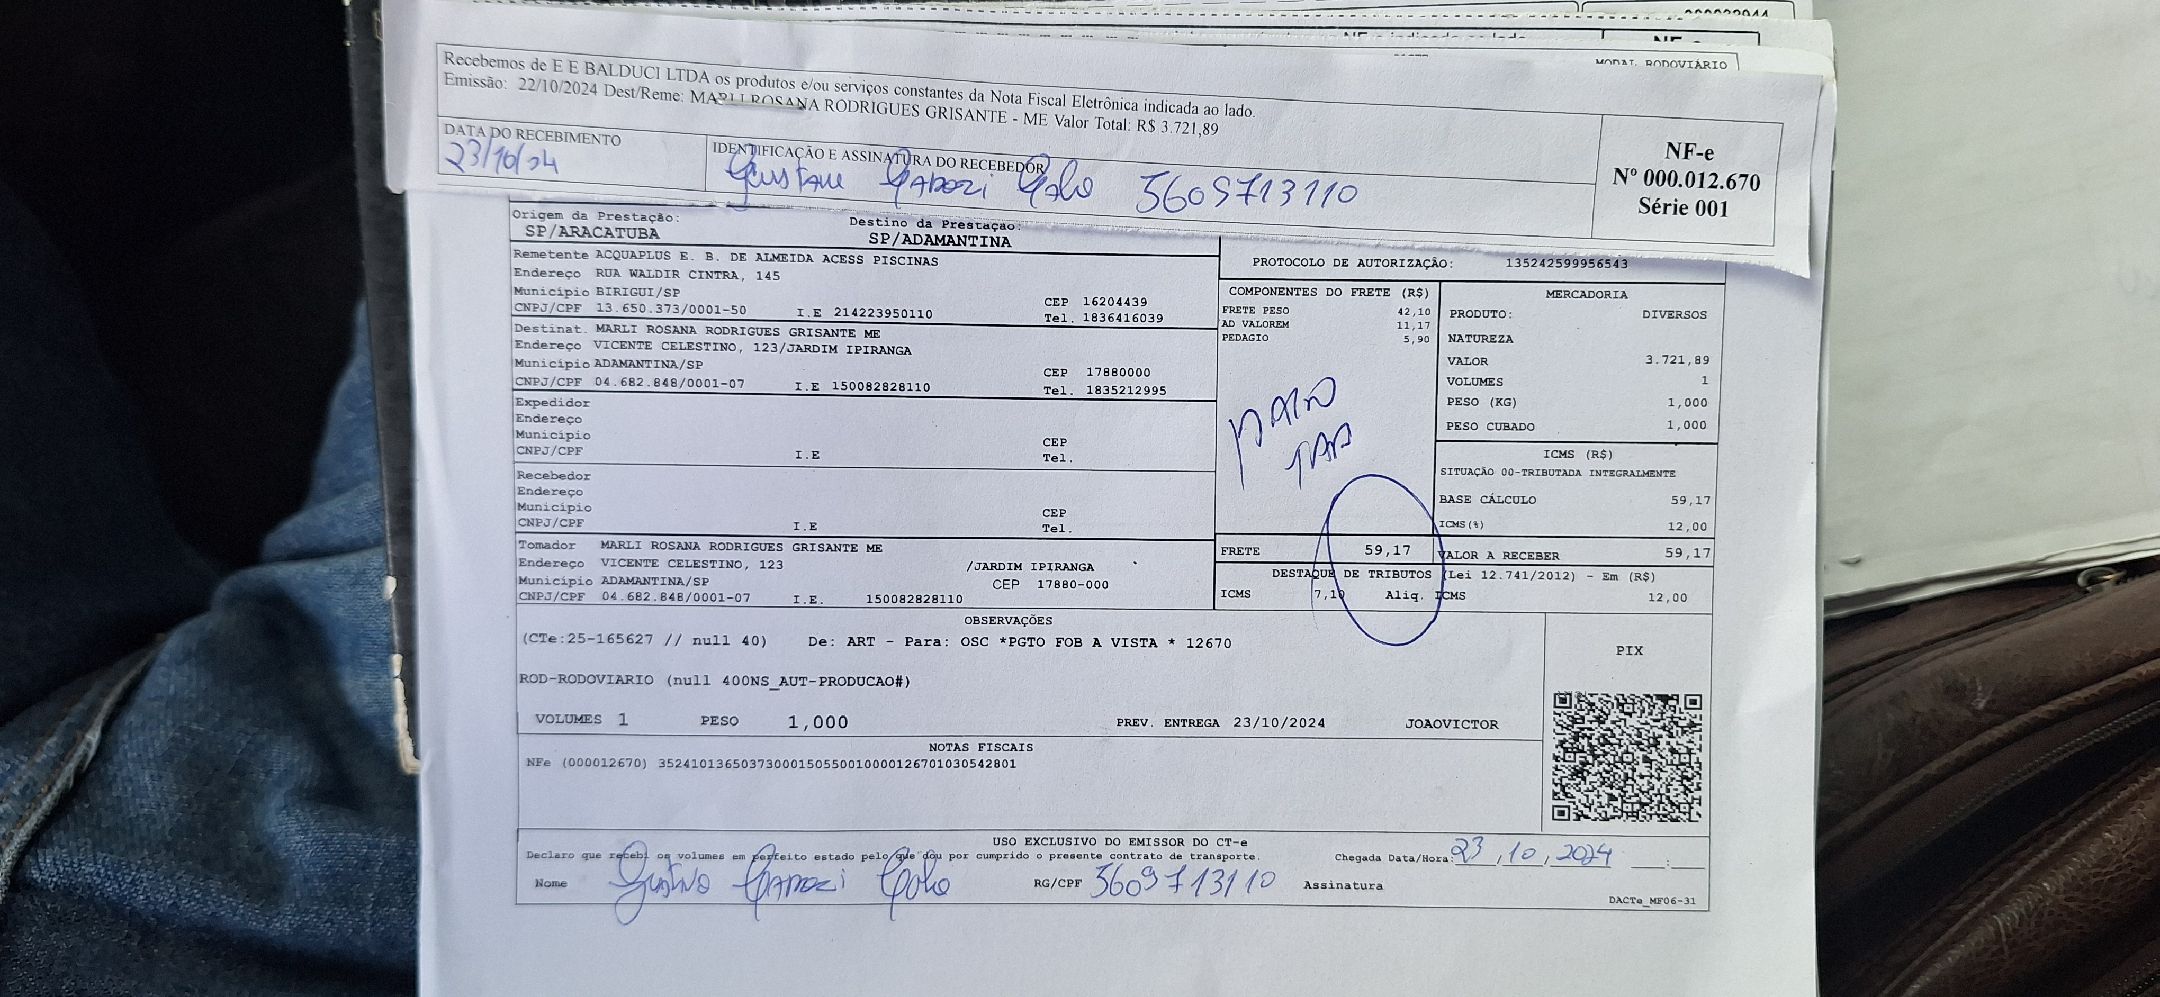 000022944
NF-e
MODAL RODOVIÁRIO
Recebemos de E E BALDUCI LTDA os produtos e/ou serviços constantes da Nota Fiscal Eletrônica indicada ao lado.
Emissão: 22/10/2024 Dest/Reme: MARLI ROSANA RODRIGUES GRISANTE - ME Valor Total: R$ 3.721,89
DATA DO RECEBIMENTO
23/10/24
IDENTIFICAÇÃO E ASSINATURA DO RECEBEDOR
5609713110
NF-e
Nº 000.012.670
Série 001
Origem da Prestação:
SP/ARACATUBA
Destino da Prestação:
SP/ADAMANTINA
Remetente ACQUAPLUS E. B. DE ALMEIDA ACESS PISCINAS
Endereço RUA WALDIR CINTRA, 145
Município BIRIGUI/SP CEP 16204439
CNPJ/CPF 13.650.373/0001-50 I.E 214223950110 Tel. 1836416039
Destinat. MARLI ROSANA RODRIGUES GRISANTE ME
Endereço VICENTE CELESTINO, 123/JARDIM IPIRANGA
Município ADAMANTINA/SP CEP 17880000
CNPJ/CPF 04.682.848/0001-07 I.E 150082828110 Tel. 1835212995
Expedidor
Endereço
Município CEP
CNPJ/CPF I.E Tel.
Recebedor
Endereço
Município CEP
CNPJ/CPF I.E Tel.
Tomador MARLI ROSANA RODRIGUES GRISANTE ME
Endereço VICENTE CELESTINO, 123 /JARDIM IPIRANGA
Município ADAMANTINA/SP CEP 17880-000
CNPJ/CPF 04.682.848/0001-07 I.E. 150082828110
PROTOCOLO DE AUTORIZAÇÃO: 135242599956543
COMPONENTES DO FRETE (R$)
FRETE PESO 42,10
AD VALOREM 11,17
PEDAGIO 5,90
MERCADORIA
PRODUTO: DIVERSOS
NATUREZA
VALOR 3.721,89
VOLUMES 1
PESO (KG) 1,000
PESO CUBADO 1,000
ICMS (R$)
SITUAÇÃO 00-TRIBUTADA INTEGRALMENTE
BASE CÁLCULO 59,17
ICMS(%) 12,00
FRETE 59,17
VALOR A RECEBER 59,17
DESTAQUE DE TRIBUTOS (Lei 12.741/2012) - Em (R$)
ICMS 7,10 Aliq. ICMS 12,00
OBSERVAÇÕES
(CTe:25-165627 // null 40) De: ART - Para: OSC *PGTO FOB A VISTA * 12670
ROD-RODOVIARIO (null 400NS_AUT-PRODUCAO#)
VOLUMES 1 PESO 1,000 PREV. ENTREGA 23/10/2024 JOAOVICTOR
PIX
NOTAS FISCAIS
NFe (000012670) 35241013650373000150550010000126701030542801
USO EXCLUSIVO DO EMISSOR DO CT-e
Declaro que recebi os volumes em perfeito estado pelo que dou por cumprido o presente contrato de transporte. Chegada Data/Hora: 23,10,2024 __:__
Nome RG/CPF 5609713110 Assinatura
DACTe_MF06-31